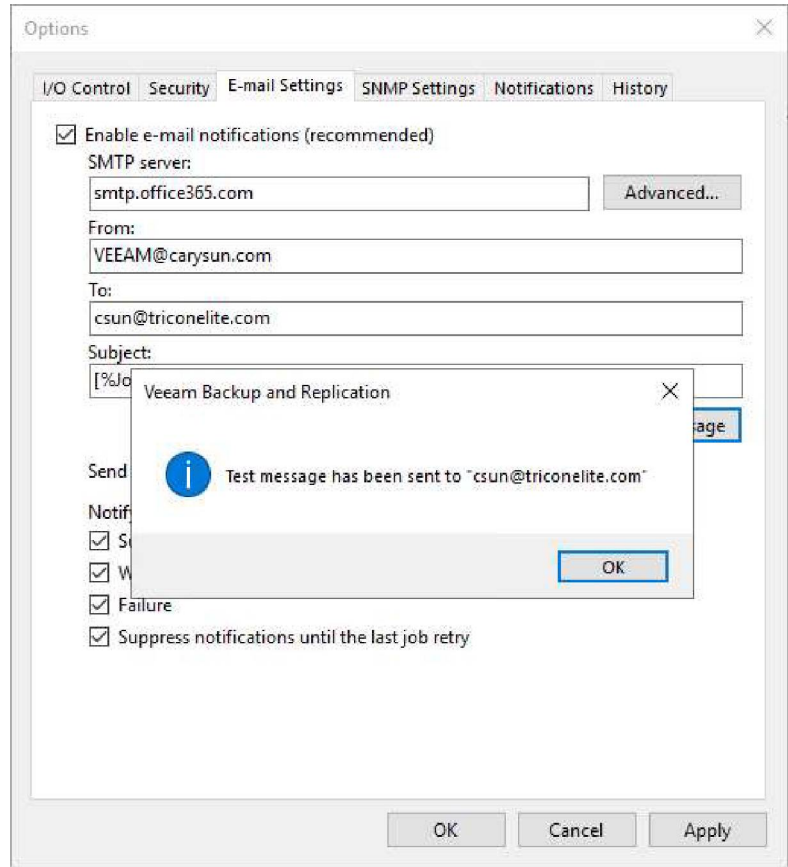 Options
I/O Control Security E-mail Settings SNMP Settings Notifications History
Enable e-mail notifications (recommended)
SMTP server:
smtp.office365.com Advanced...
From:
VEEAM@carysun.com
To:
csun@triconelite.com
Subject:
[%Jo
Veeam Backup and Replication
sage
Send
Test message has been sent to "csun@triconelite.com"
Notif
OK
W
Failure
Suppress notifications until the last job retry
OK Cancel Apply